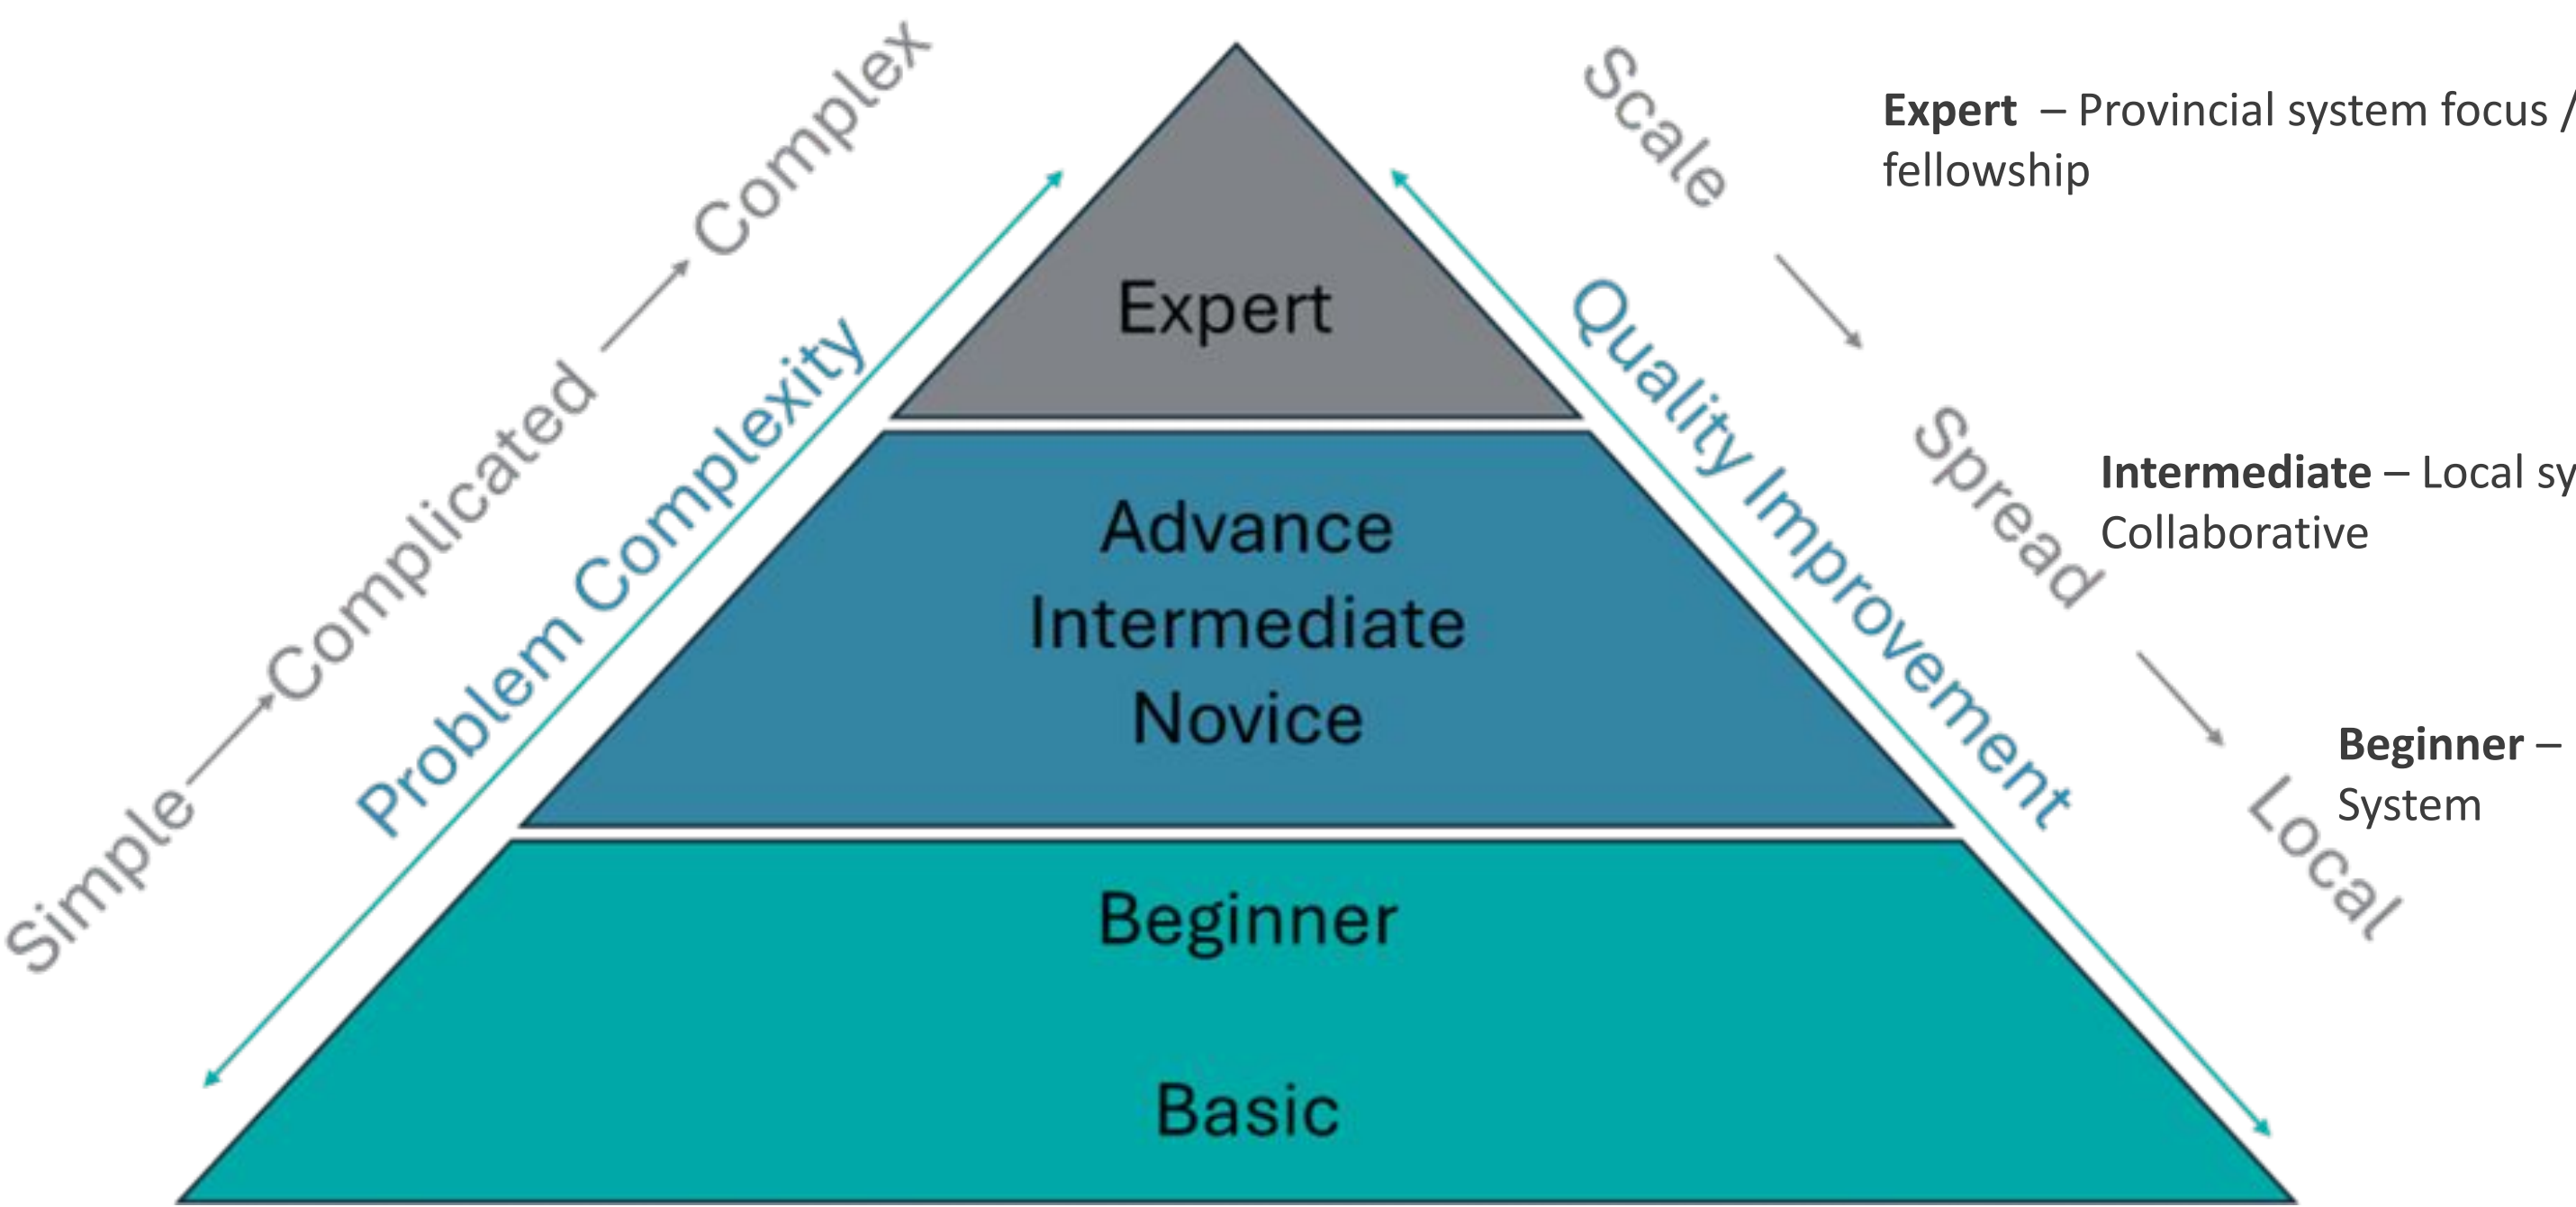 Complex
Complicated
Simple
Problem Complexity
Expert
Advance
Intermediate
Novice
Beginner
Basic
Quality Improvement
Scale
Spread
Local
Expert – Provincial system focus /
fellowship
Intermediate – Local
Collaborative
Beginner –
System